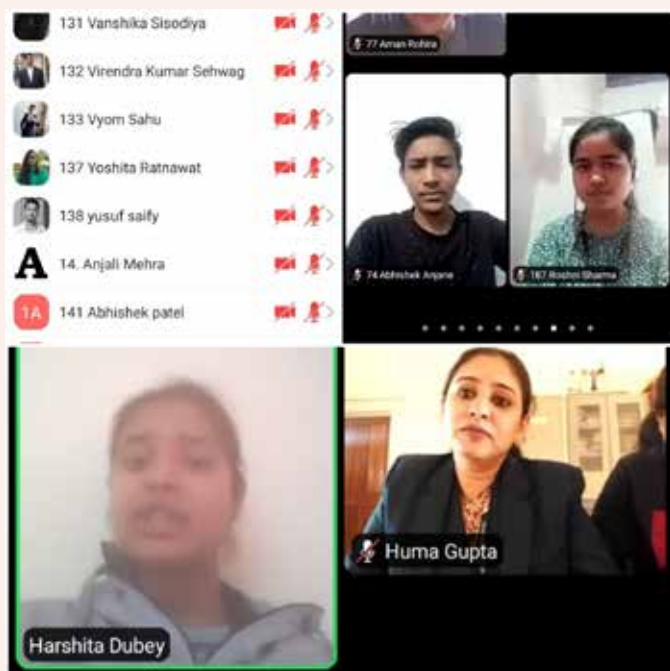 131 Vanshika Sisodiya
132 Virendra Kumar Sehwag
133 Vyom Sahu
137 Yoshita Ratnawat
138 yusuf saify
A 14. Anjali Mehra
1A 141 Abhishek patel
77 Aman Rohira
74 Abhishek Anjane
187 Roshni Sharma
Harshita Dubey
Huma Gupta